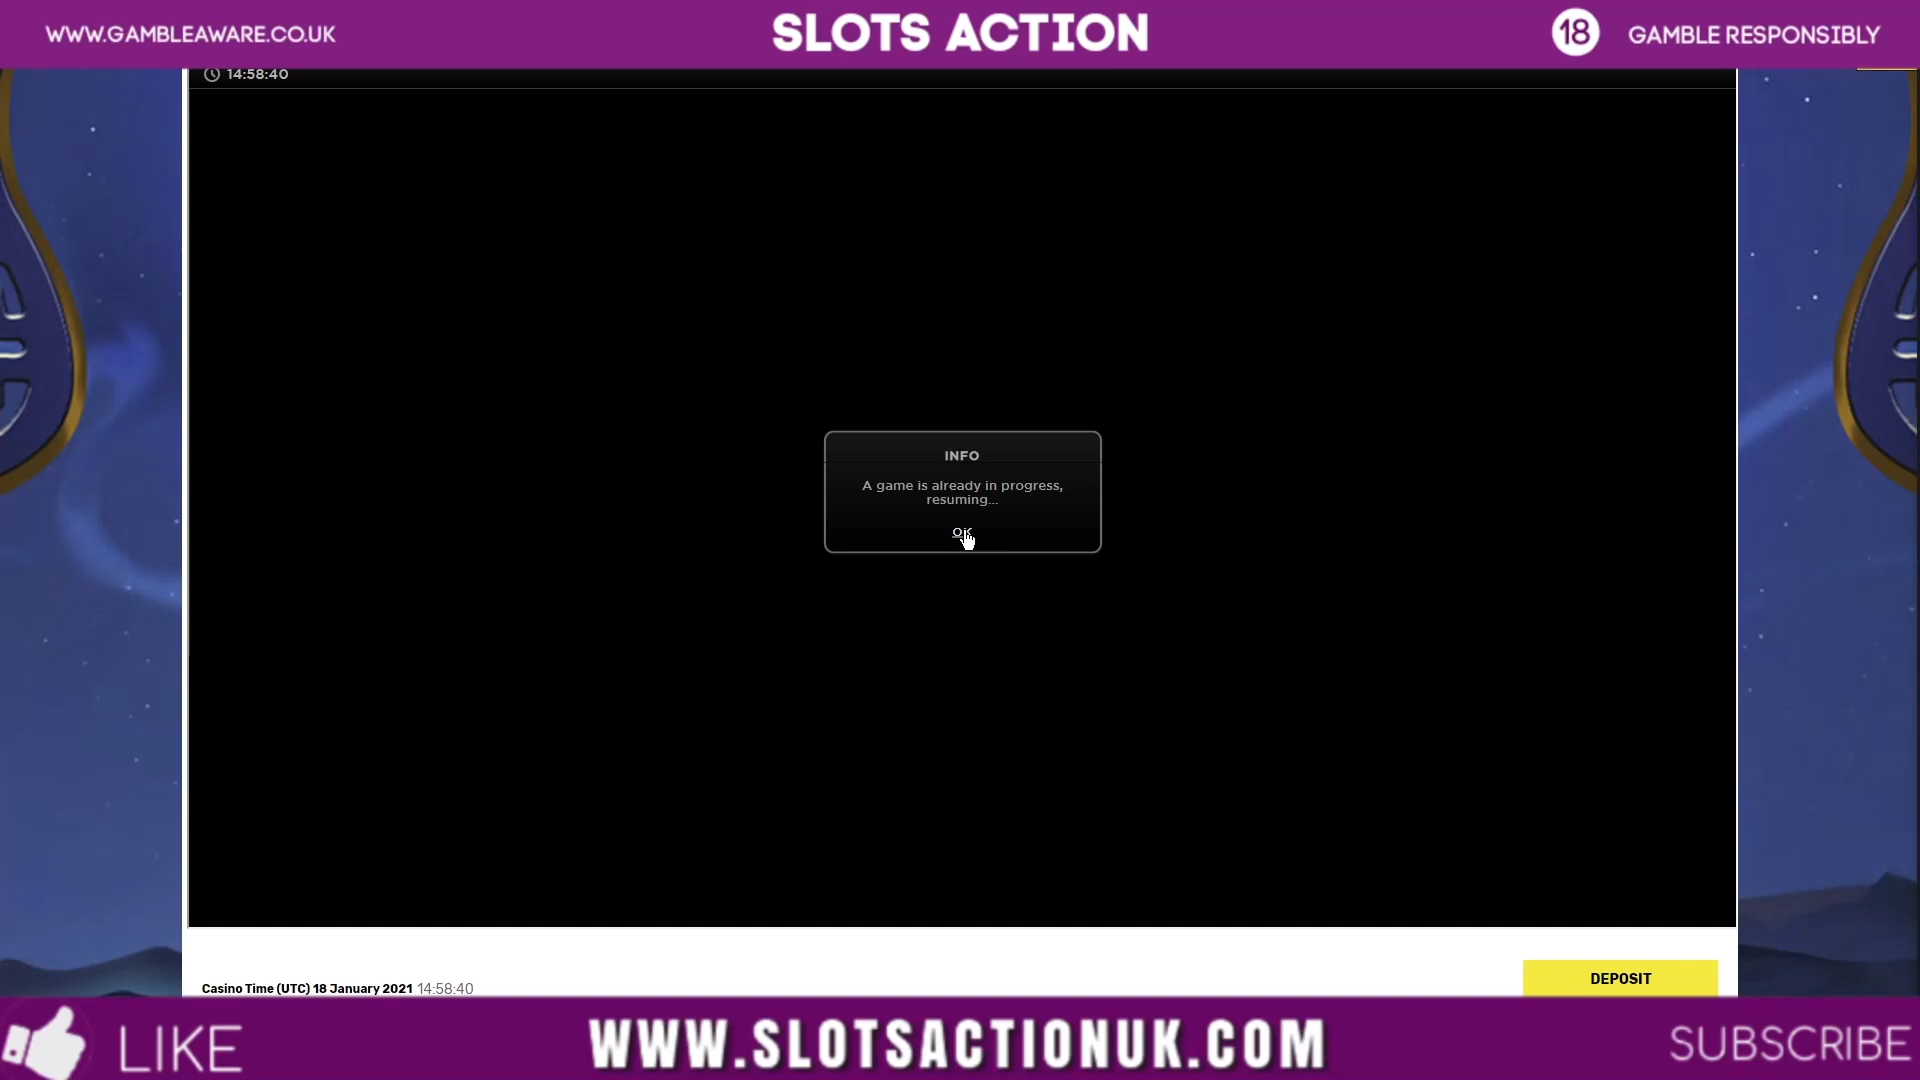 WWW.GAMBLEAWARE.CO.UK
SLOTS ACTION
18 GAMBLE RESPONSIBLY
14:58:40
INFO
A game is already in progress,
resuming...
OK
Casino Time (UTC) 18 January 2021 14:58:40
DEPOSIT
LIKE
WWW.SLOTSACTIONUK.COM
SUBSCRIBE